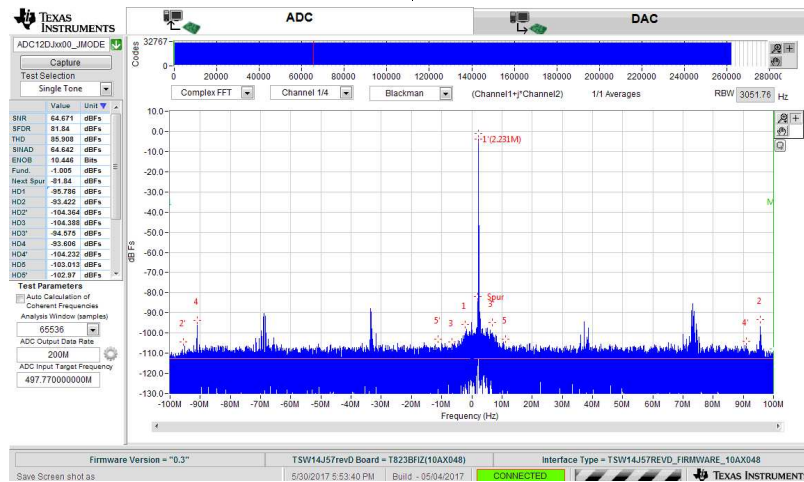 TEXAS INSTRUMENTS
ADC
DAC
ADC12DJxx00_JMODE
Capture
Test Selection
Single Tone
Value Unit
SNR 64.671 dBFs
SFDR 81.84 dBFs
THD 85.908 dBFs
SINAD 64.642 dBFs
ENOB 10.446 Bits
Fund. -1.005 dBFs
Next Spur -81.84 dBFs
HD1 -95.786 dBFs
HD2 -93.422 dBFs
HD2' -104.364 dBFs
HD3 -104.388 dBFs
HD3' -94.575 dBFs
HD4 -93.606 dBFs
HD4' -104.232 dBFs
HD5 -103.013 dBFs
HD5' -102.97 dBFs
Test Parameters
Auto Calculation of
Coherent Frequencies
Analysis Window (samples)
65536
ADC Output Data Rate
200M
ADC Input Target Frequency
497.770000000M
Codes
32767
0
0 20000 40000 60000 80000 100000 120000 140000 160000 180000 200000 220000 240000 260000 280000
Complex FFT Channel 1/4 Blackman (Channel1+j*Channel2) 1/1 Averages RBW 3051.76 Hz
10.0
0.0
-10.0
-20.0
-30.0
-40.0
-50.0
-60.0
-70.0
-80.0
-90.0
-100.0
-110.0
-120.0
-130.0
dB Fs
1'(2.231M)
M
Spur
4
2'
5'
3
1
3'
5
2
4'
-100M -90M -80M -70M -60M -50M -40M -30M -20M -10M 0 10M 20M 30M 40M 50M 60M 70M 80M 90M 100M
Frequency (Hz)
Firmware Version = "0.3"
TSW14J57revD Board = T823BFIZ(10AX048)
Interface Type = TSW14J57REVD_FIRMWARE_10AX048
Save Screen shot as
5/30/2017 5:53:40 PM
Build - 05/04/2017
CONNECTED
TEXAS INSTRUMENTS